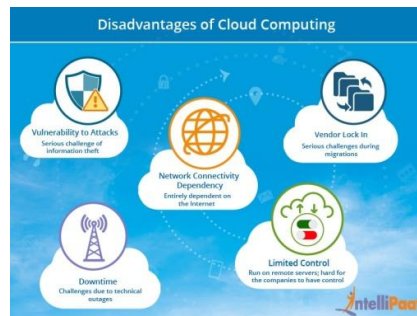 Disadvantages of Cloud Computing
Vulnerability to Attacks
Serious challenge of
information theft
Vendor Lock In
Serious challenges during
migrations
Network Connectivity
Dependency
Entirely dependent on
the Internet
Downtime
Challenges due to technical
outages
Limited Control
Run on remote servers; hard for
the companies to have control
IntelliPaa